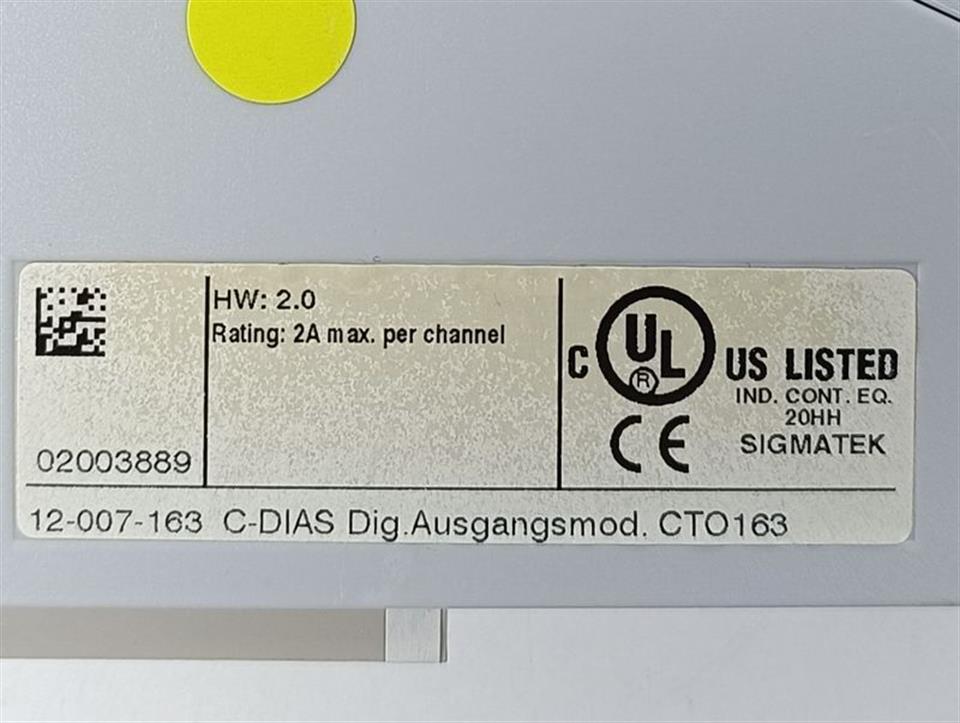 HW: 2.0
Rating: 2A max. per channel
02003889
C UL ® US LISTED
IND. CONT. EQ.
20HH
CE SIGMATEK
12-007-163 C-DIAS Dig.Ausgangsmod. CTO163